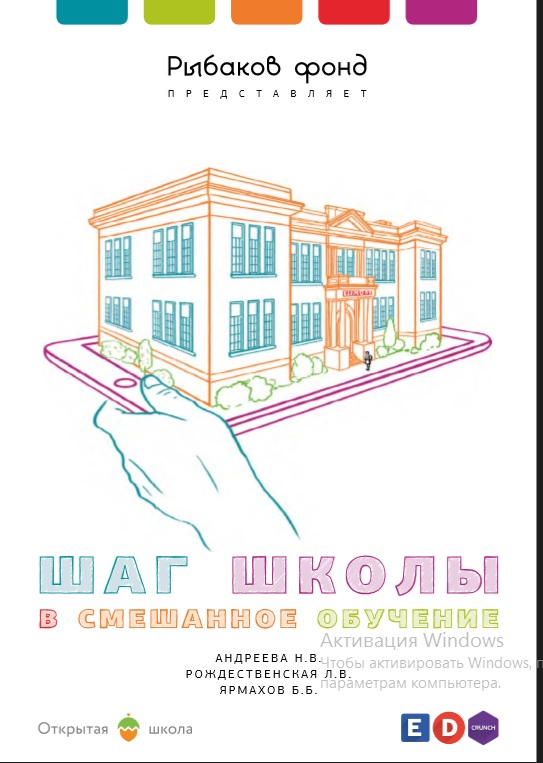 Рыбаков фонд
ПРЕДСТАВЛЯЕТ
ШАГ ШКОЛЫ
В СМЕШАННОЕ ОБУЧЕНИЕ
Активация Windows
Чтобы активировать Windows,
параметрам компьютера.
АНДРЕЕВА Н.В.
РОЖДЕСТВЕНСКАЯ Л.В.
ЯРМАХОВ Б.Б.
Открытая школа
ED CRUNCH